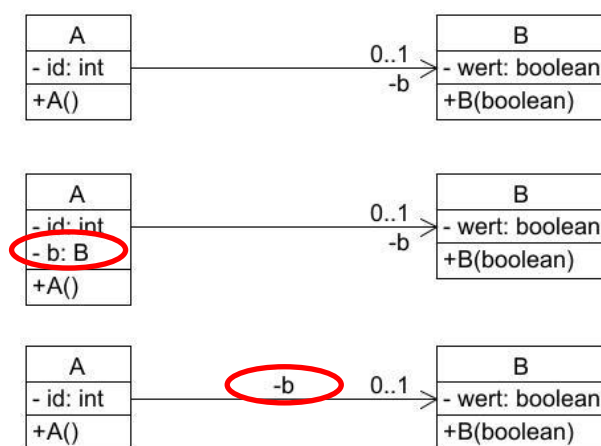 A
- id: int
+A()
0..1
-b
B
- wert: boolean
+B(boolean)
A
- id: int
- b: B
+A()
0..1
-b
B
- wert: boolean
+B(boolean)
A
- id: int
+A()
-b
0..1
B
- wert: boolean
+B(boolean)